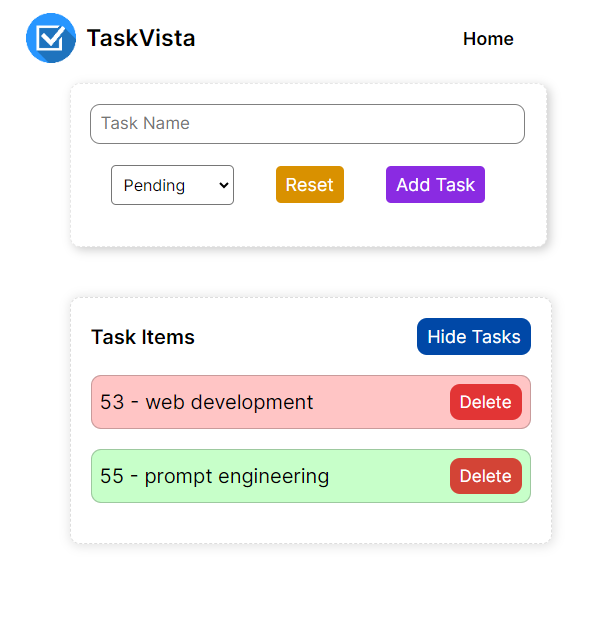 TaskVista Home
Task Name
Pending Reset Add Task
Task Items Hide Tasks
53 - web development Delete
55 - prompt engineering Delete